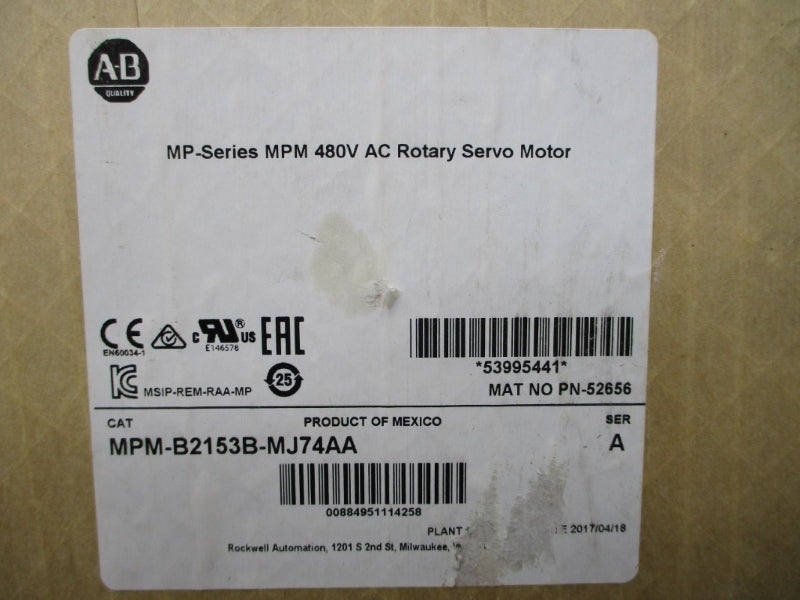 A-B
QUALITY
MP-Series MPM 480V AC Rotary Servo Motor
CE
EN60034-1
c RU® US
E146578
EAC
*53995441*
MSIP-REM-RAA-MP
25
MAT NO PN-52656
CAT
PRODUCT OF MEXICO
SER
MPM-B2153B-MJ74AA
A
00884951114258
PLANT
2017/04/18
Rockwell Automation, 1201 S 2nd St, Milwaukee,